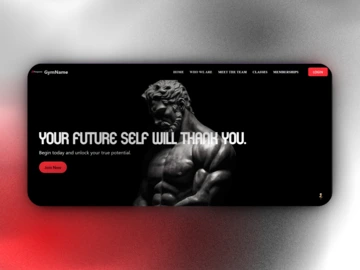 GymName
HOME WHO WE ARE MEET THE TEAM CLASSES MEMBERSHIPS
LOGIN
YOUR FUTURE SELF WILL THANK YOU.
Begin today and unlock your true potential.
Join Now